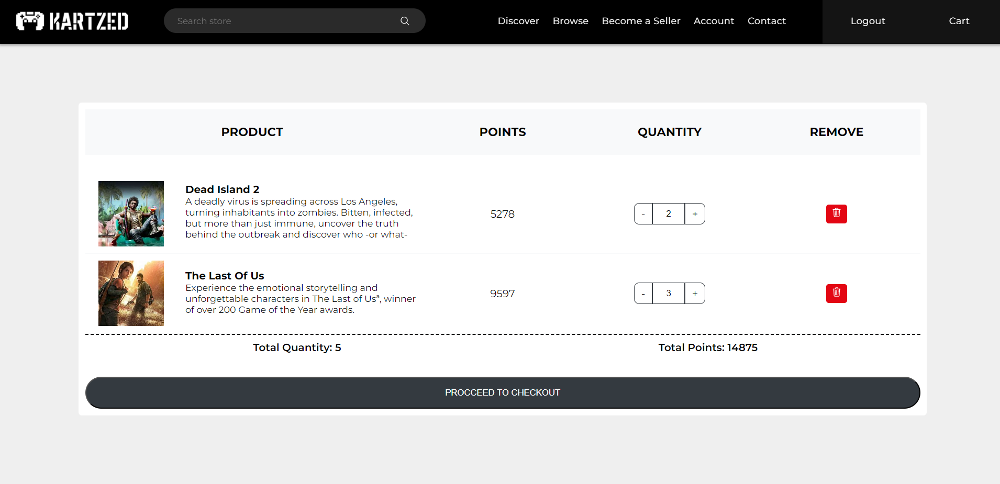 KARTZED
Search store
Discover Browse Become a Seller Account Contact Logout Cart
PRODUCT POINTS QUANTITY REMOVE
Dead Island 2
A deadly virus is spreading across Los Angeles,
turning inhabitants into zombies. Bitten, infected,
but more than just immune, uncover the truth
behind the outbreak and discover who -or what-
5278
- 2 +
The Last Of Us
Experience the emotional storytelling and
unforgettable characters in The Last of Usª, winner
of over 200 Game of the Year awards.
9597
- 3 +
Total Quantity: 5 Total Points: 14875
PROCCEED TO CHECKOUT